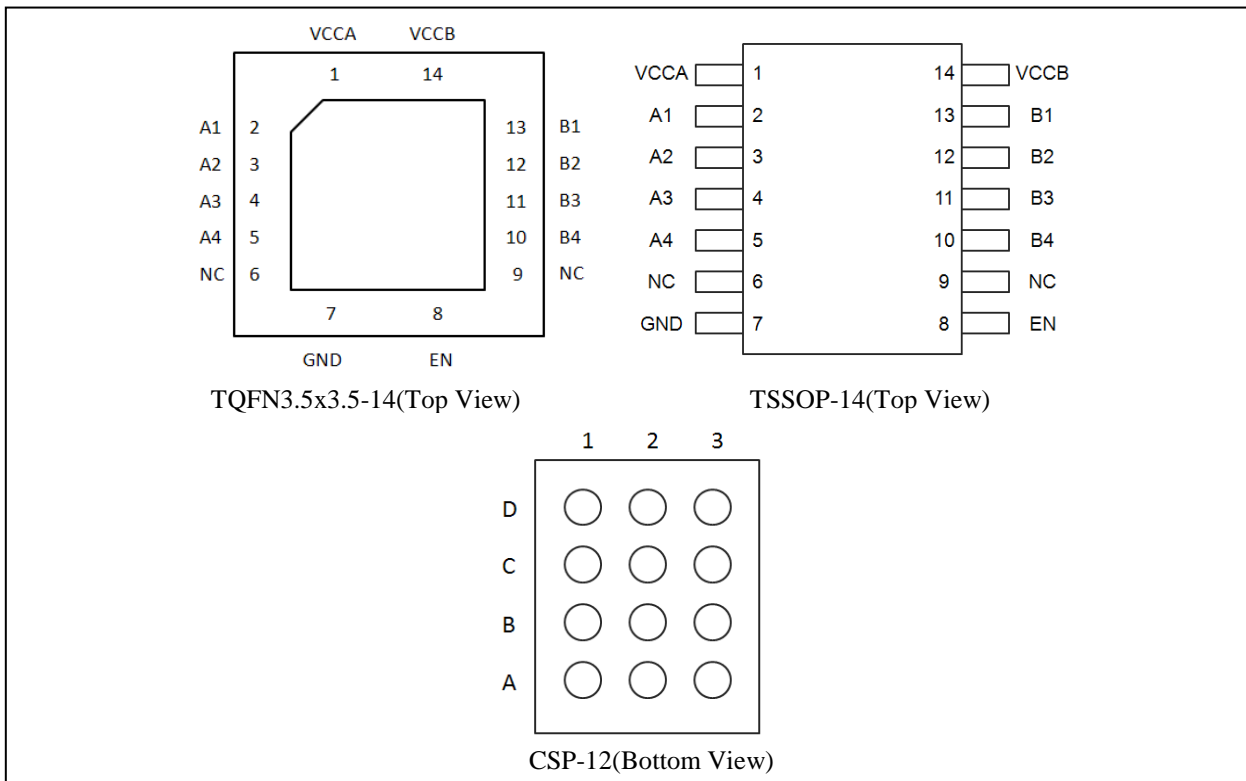 VCCA VCCB
1 14
A1 2 13 B1
A2 3 12 B2
A3 4 11 B3
A4 5 10 B4
NC 6 9 NC
7 8
GND EN
TQFN3.5x3.5-14(Top View)
VCCA 1 14 VCCB
A1 2 13 B1
A2 3 12 B2
A3 4 11 B3
A4 5 10 B4
NC 6 9 NC
GND 7 8 EN
TSSOP-14(Top View)
1 2 3
D
C
B
A
CSP-12(Bottom View)